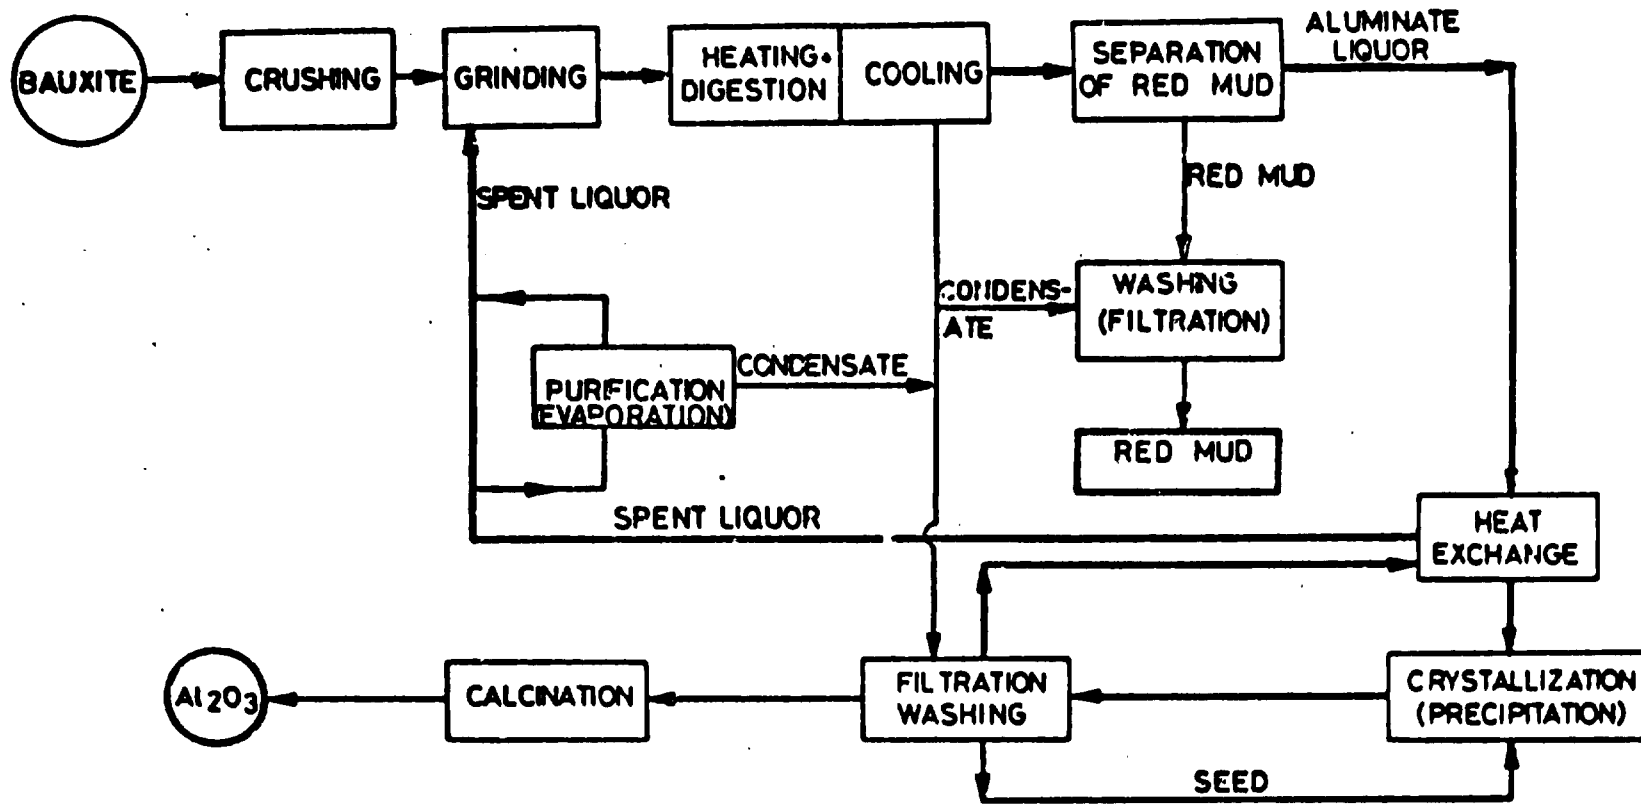 BAUXITE
CRUSHING
GRINDING
HEATING
DIGESTION
COOLING
SEPARATION
OF RED MUD
ALUMINATE
LIQUOR
SPENT LIQUOR
RED MUD
CONDENS-
ATE
WASHING
(FILTRATION)
CONDENSATE
PURIFICATION
(EVAPORATION)
RED MUD
SPENT LIQUOR
HEAT
EXCHANGE
Al2O3
CALCINATION
FILTRATION
WASHING
CRYSTALLIZATION
(PRECIPITATION)
SEED